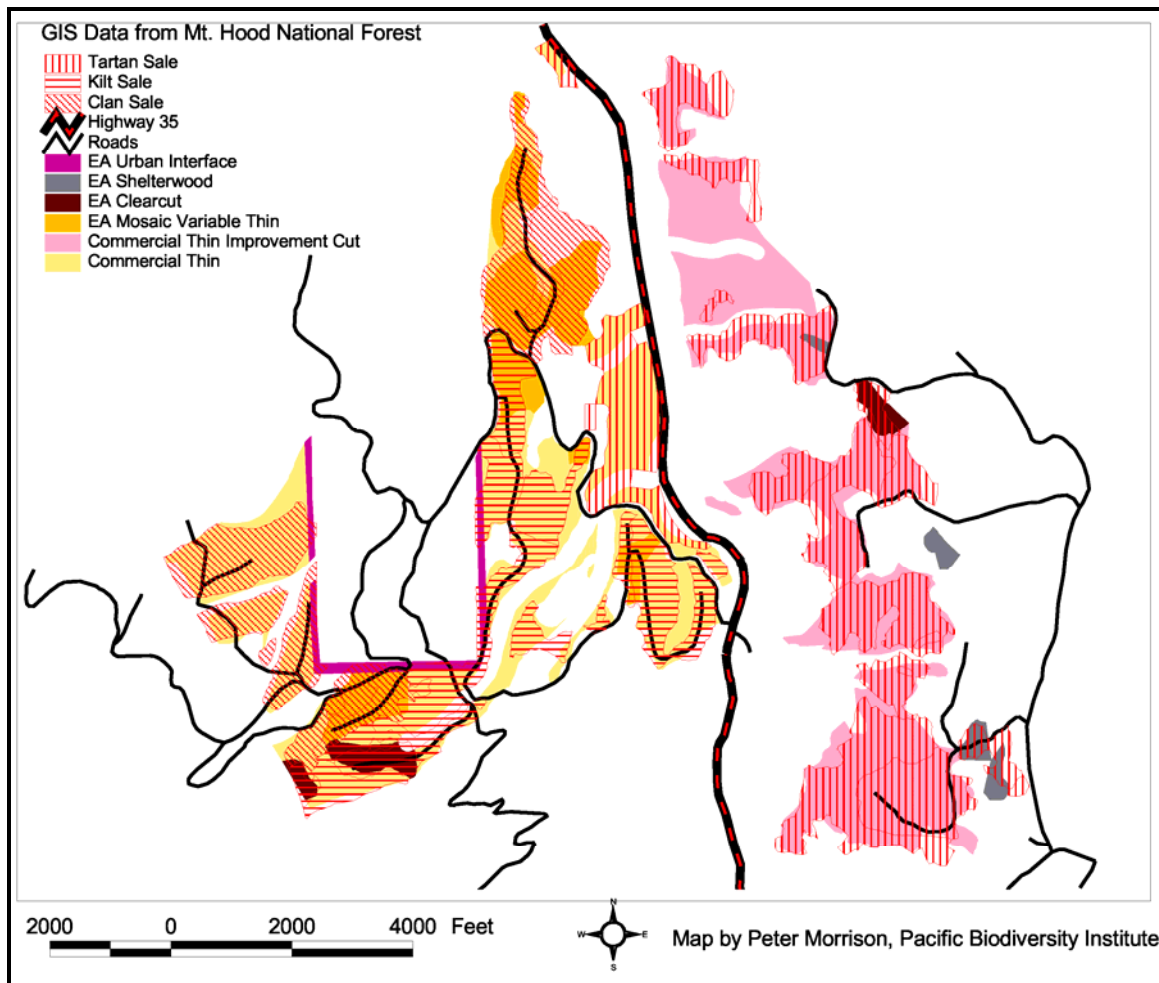 GIS Data from Mt. Hood National Forest
Tartan Sale
Kilt Sale
Clan Sale
Highway 35
Roads
EA Urban Interface
EA Shelterwood
EA Clearcut
EA Mosaic Variable Thin
Commercial Thin Improvement Cut
Commercial Thin
2000 0 2000 4000 Feet
N
W E
S
Map by Peter Morrison, Pacific Biodiversity Institute